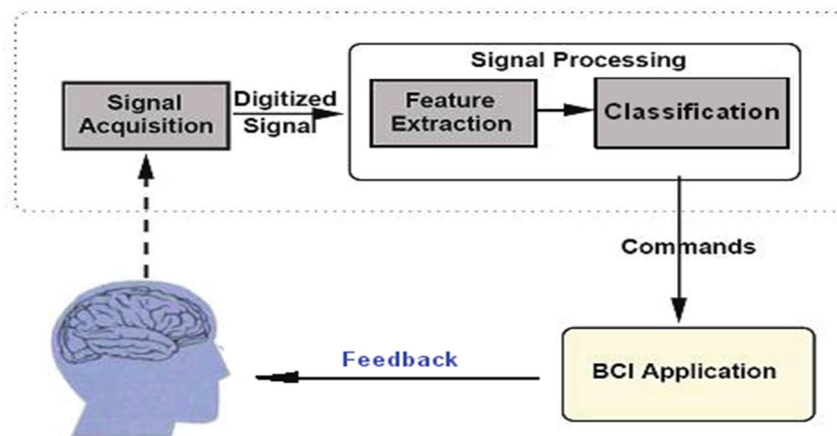 Signal Processing
Signal
Acquisition
Digitized
Signal
Feature
Extraction
Classification
Commands
Feedback
BCI Application